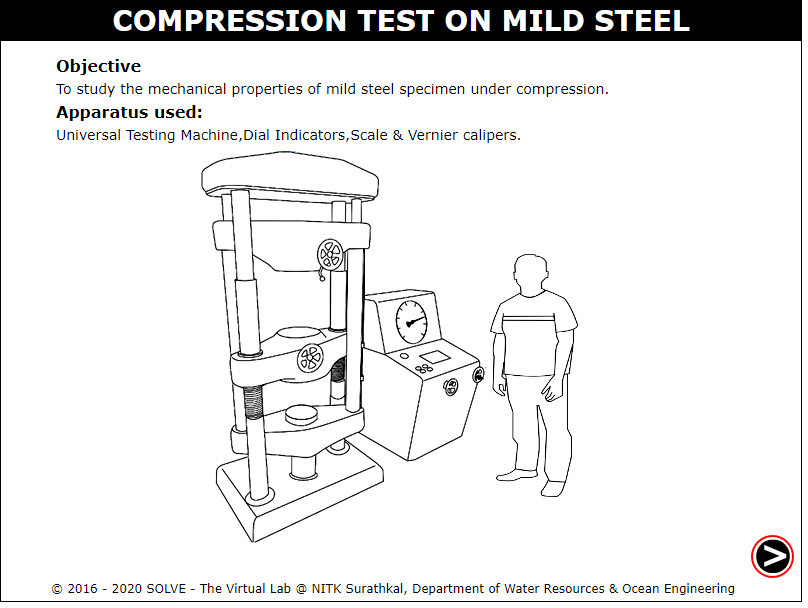 COMPRESSION TEST ON MILD STEEL
Objective
To study the mechanical properties of mild steel specimen under compression.
Apparatus used:
Universal Testing Machine,Dial Indicators,Scale & Vernier calipers.
© 2016 - 2020 SOLVE - The Virtual Lab @ NITK Surathkal, Department of Water Resources & Ocean Engineering